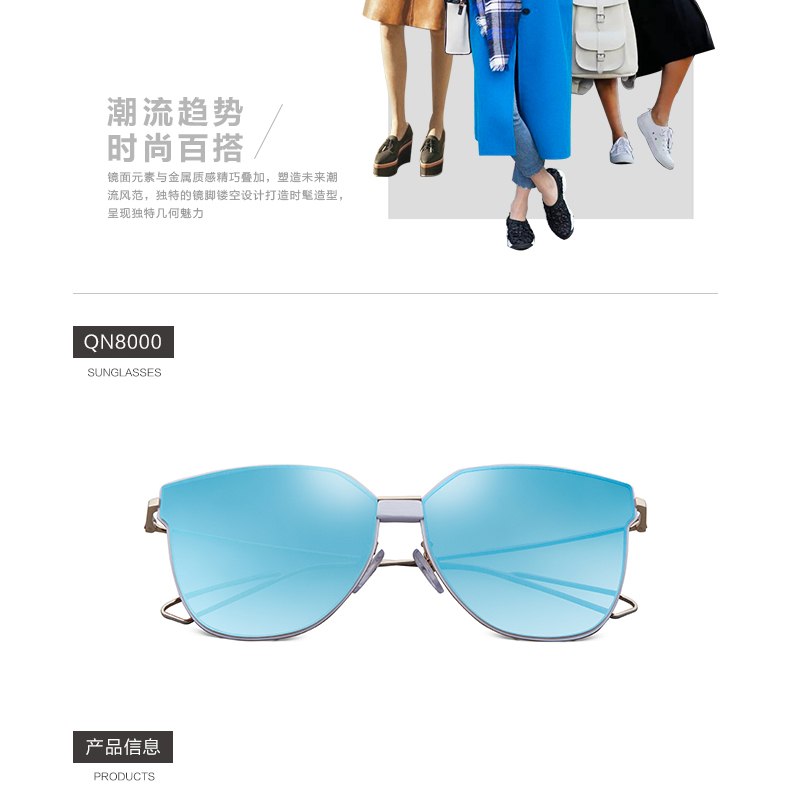 潮流趋势
时尚百搭
镜面元素与金属质感精巧叠加，塑造未来潮
流风范，独特的镜脚镂空设计打造时髦造型，
呈现独特几何魅力
QN8000
SUNGLASSES
产品信息
PRODUCTS